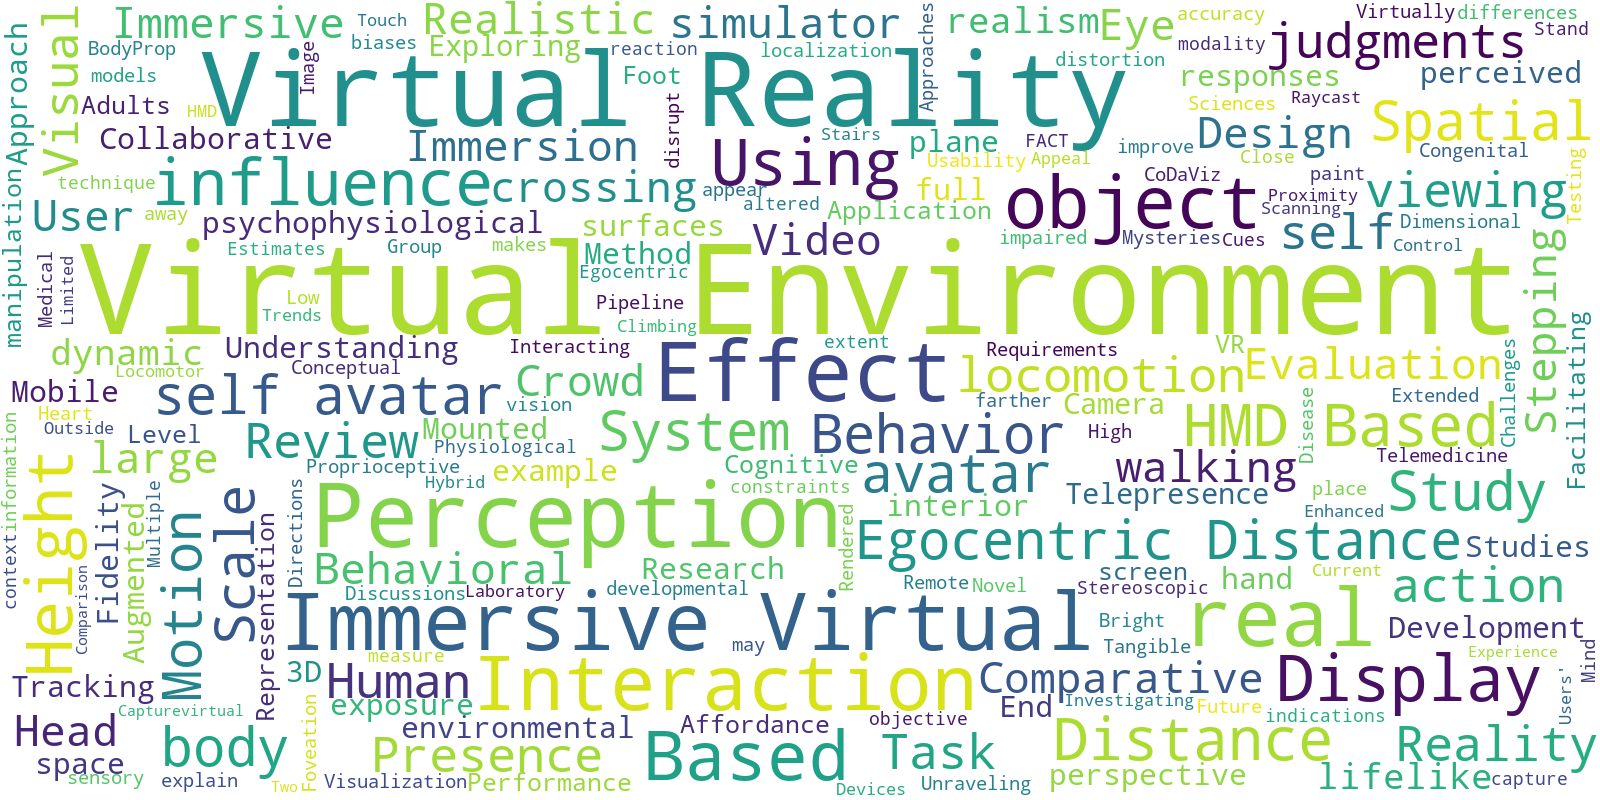 Immersive
Realistic
simulator
realism
Eye
accuracy
Virtually
differences
Touch
BodyProp
biases
Exploring
reaction
localization
Approaches
modality
Stand
judgments
Approach
Visual
models
Image
Virtual Reality
Foot
distortion
responses
perceived
Adults
HMD
Sciences
Raycast
Spatial
Collaborative
Immersion
disrupt
Using
Stairs
plane
FACT
improve
Design
Close
Congenital
Usability
Appeal
Testing
manipulation
technique
influence
crossing
appear
altered
full
object
CoDaViz
paint
Proximity
viewing
User
away
psychophysiological
surfaces
Application
Scanning
Dimensional
Estimates
Group
makes
Method
Video
impaired
Mysteries
Cues
self
Control
Medical
Limited
Egocentric
Virtual Environment
Low
Trends
Pipeline
Climbing
Stepping
dynamic
Understanding
Interacting
Effect
extent
Requirements
VR
Evaluation
Challenges
Facilitating
Locomotor
Conceptual
Crowd
locomotion
Mobile
self avatar
vision
farther
Camera
HMD
Based
Extended
Heart
Outside
Level
Review
Mounted
System
Behavior
High
Disease
contextinformation
Height
large
Physiological
Telemedicine
Proprioceptive
example
Cognitive
avatar
walking
Hybrid
constraints
Telepresence
place
Study
Fidelity
Multiple
Scale
Directions
Perception
interior
Enhanced
Augmented
Motion
Representation
Rendered
Egocentric Distance
Studies
Comparison
Behavioral
Research
screen
hand
Current
Discussions
Laboratory
developmental
Remote
Novel
Stereoscopic
action
Immersive Virtual
may
Bright
real
Development
Tangible
3D
measure
Experience
Mind
Tracking
Human
Interaction
Comparative
Display
Users'
Capturevirtual
exposure
End
Investigating
Future
Head
body
Foveation
environmental
Affordance
objective
indications
space
Presence
Based
Task
Distance
Reality
sensory
explain
Two
Visualization
Performance
Devices
Unraveling
perspective
lifelike
capture